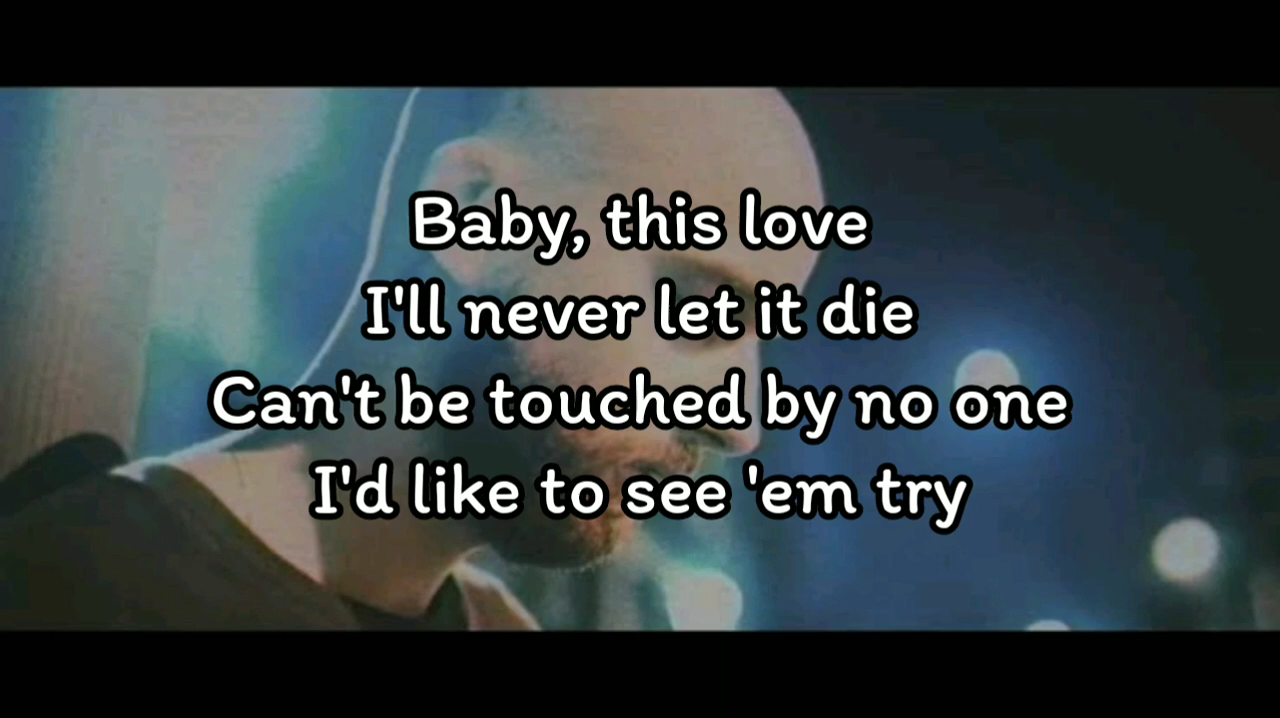 Baby, this love
I'll never let it die
Can't be touched by no one
I'd like to see 'em try